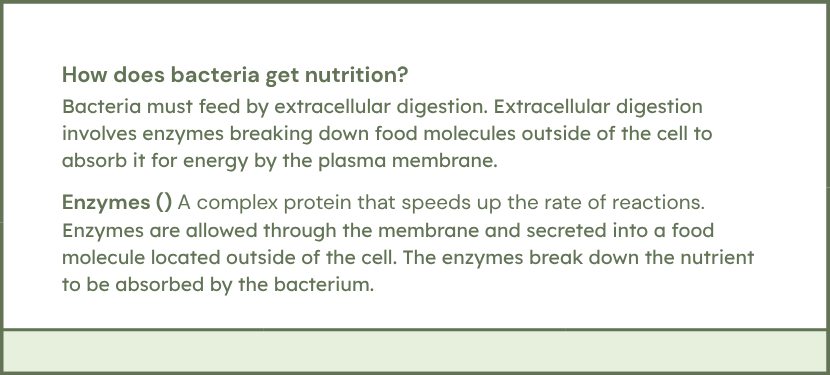 How does bacteria get nutrition?
Bacteria must feed by extracellular digestion. Extracellular digestion
involves enzymes breaking down food molecules outside of the cell to
absorb it for energy by the plasma membrane.
Enzymes () A complex protein that speeds up the rate of reactions.
Enzymes are allowed through the membrane and secreted into a food
molecule located outside of the cell. The enzymes break down the nutrient
to be absorbed by the bacterium.